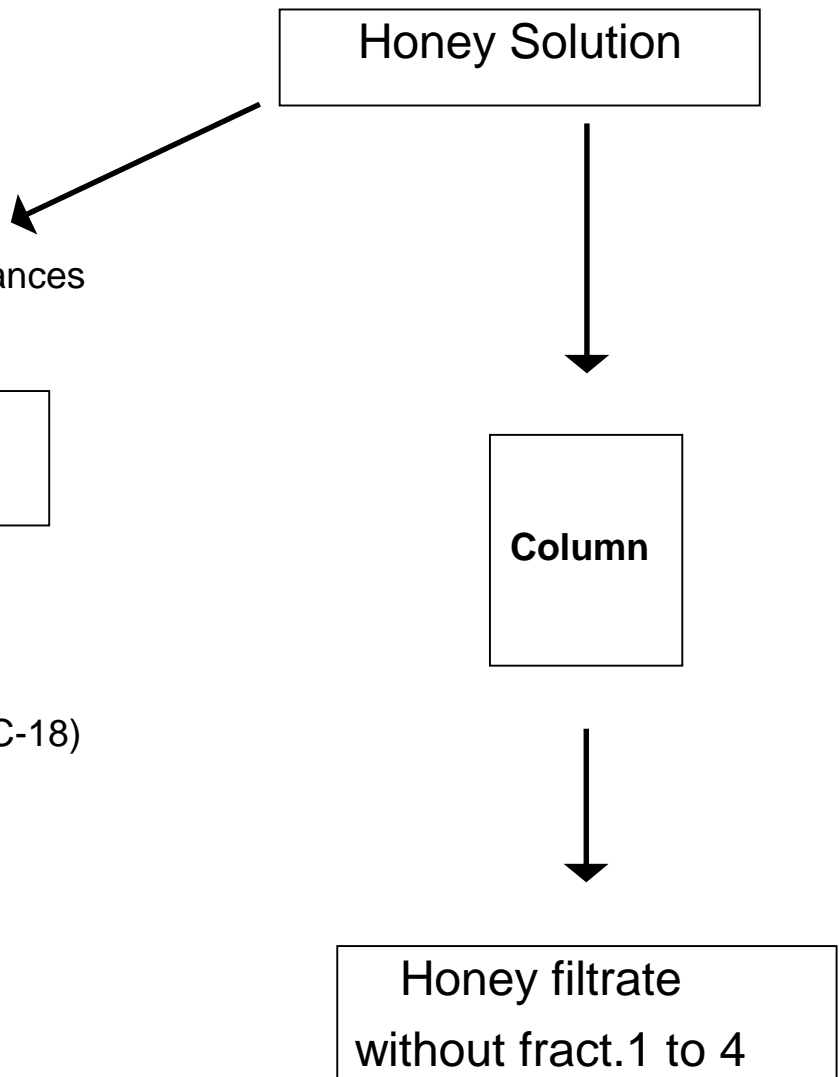 Honey Solution
ances
Column
C-18)
Honey filtrate
without fract.1 to 4